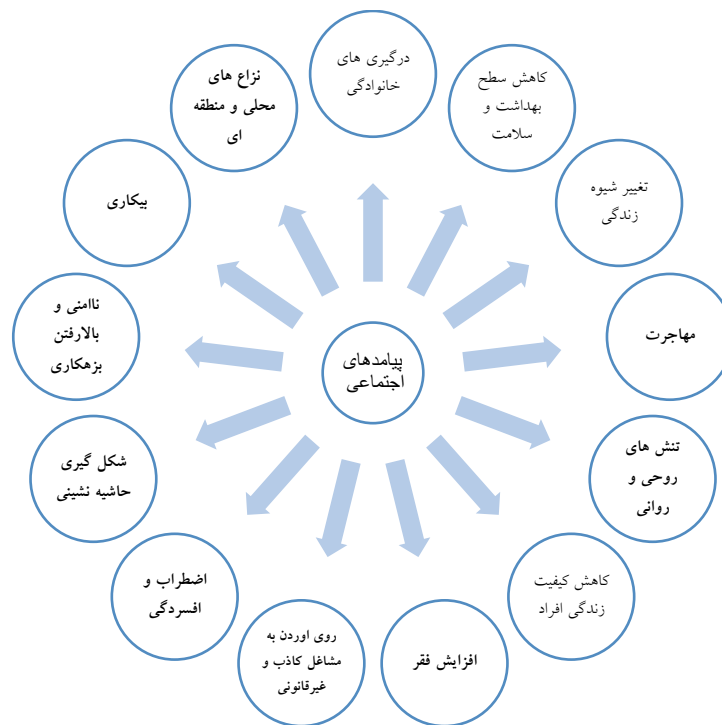 پیامدهای
اجتماعی
درگیری های
خانوادگی
کاهش سطح
بهداشت و
سلامت
تغییر شیوه
زندگی
مهاجرت
تنش های
روحی و
روانی
کاهش کیفیت
زندگی افراد
افزایش فقر
روی اوردن به
مشاغل کاذب و
غیرقانونی
اضطراب و
افسردگی
شکل گیری
حاشیه نشینی
ناامنی و
بالارفتن
بزهکاری
بیکاری
نزاع های
محلی و منطقه
ای